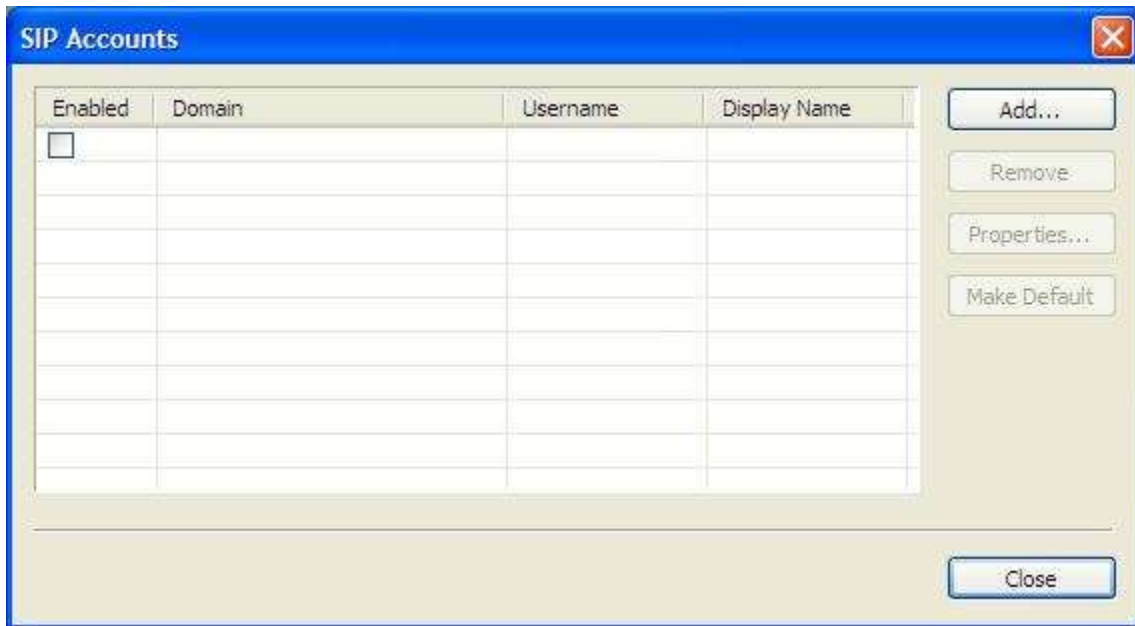 SIP Accounts
Enabled Domain Username Display Name
Add...
Remove
Properties...
Make Default
Close